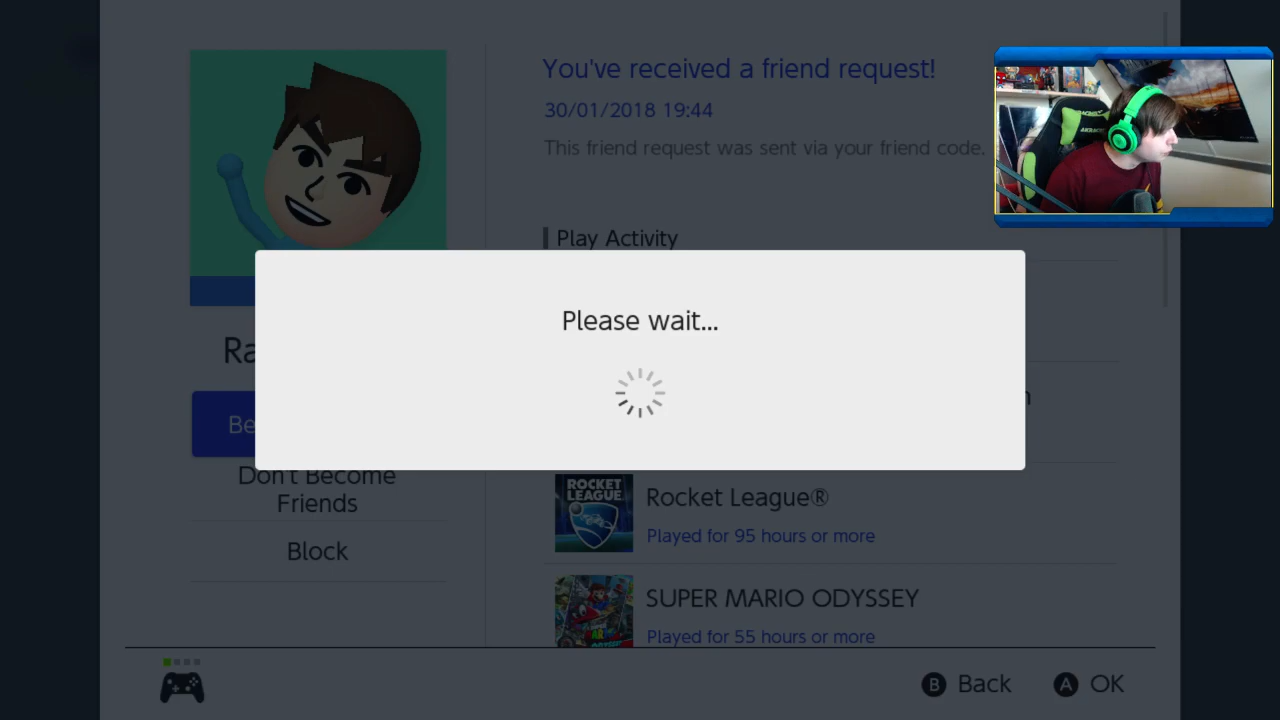 You've received a friend request!
30/01/2018 19:44
This friend request was sent via your friend code.
Play Activity
Please wait...
Don't Become
Friends
Block
ROCKET
LEAGUE
Rocket League®
Played for 95 hours or more
SUPER MARIO ODYSSEY
Played for 55 hours or more
B Back
A OK